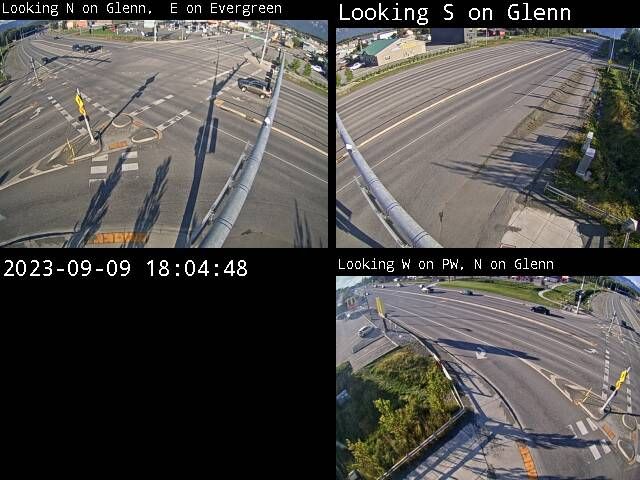 Looking N on Glenn, E on Evergreen
Looking S on Glenn
2023-09-09 18:04:48
Looking W on PW, N on Glenn